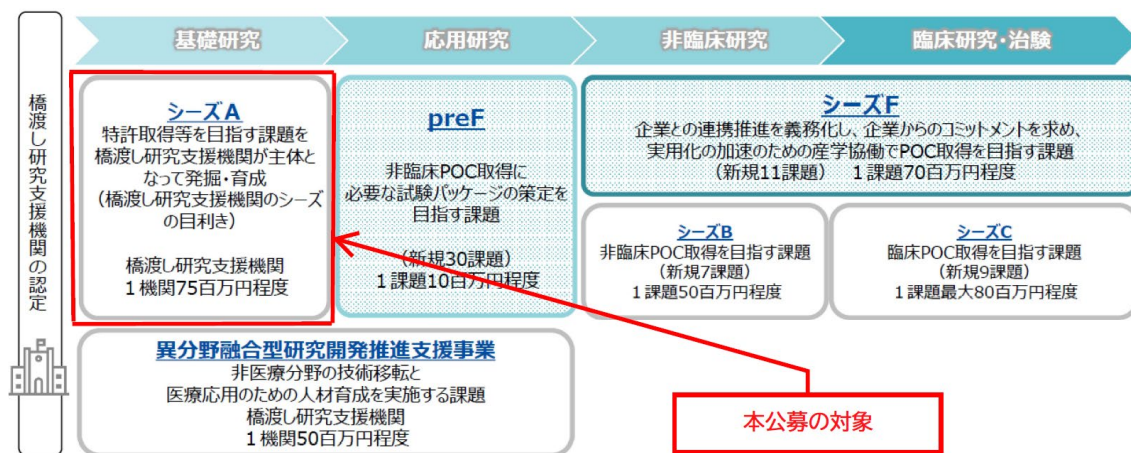 橋渡し研究支援機関の認定
基礎研究
応用研究
非臨床研究
臨床研究・治験
シーズA
特許取得等を目指す課題を
橋渡し研究支援機関が主体と
なって発掘・育成
(橋渡し研究支援機関のシーズ
の目利き)
橋渡し研究支援機関
1機関75百万円程度
preF
非臨床POC取得に
必要な試験パッケージの策定を
目指す課題
(新規30課題)
1課題10百万円程度
シーズF
企業との連携推進を義務化し、企業からのコミットメントを求め、
実用化の加速のための産学協働でPOC取得を目指す課題
(新規11課題) 1課題70百万円程度
シーズB
非臨床POC取得を目指す課題
(新規7課題)
1課題50百万円程度
シーズC
臨床POC取得を目指す課題
(新規9課題)
1課題最大80百万円程度
異分野融合型研究開発推進支援事業
非医療分野の技術移転と
医療応用のための人材育成を実施する課題
橋渡し研究支援機関
1機関50百万円程度
本公募の対象